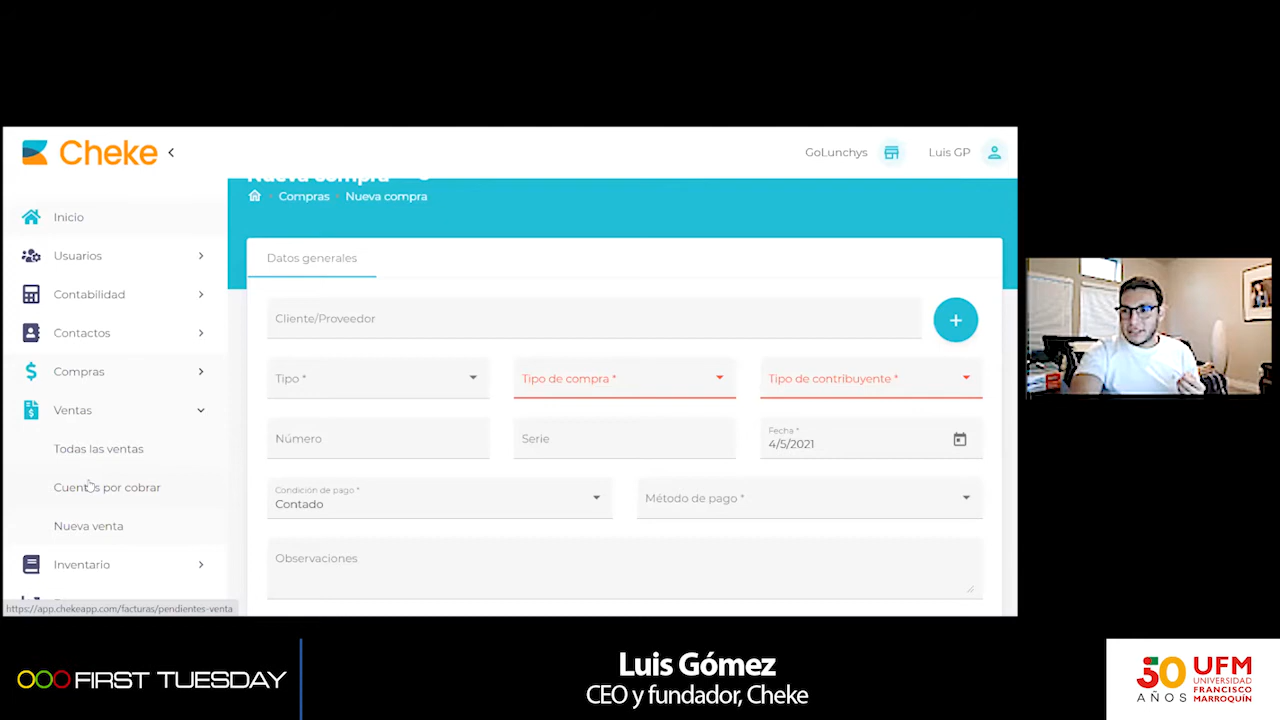 Cheke
GoLunchys
Luis GP
Nueva compra
Compras
Nueva compra
Inicio
Usuarios
Contabilidad
Contactos
Compras
Ventas
Todas las ventas
Cuentas por cobrar
Nueva venta
Inventario
https://app.chekeapp.com/facturas/pendientes-venta
Datos generales
Cliente/Proveedor
+
Tipo *
Tipo de compra *
Tipo de contribuyente *
Número
Serie
Fecha *
4/5/2021
Condición de pago *
Contado
Método de pago *
Observaciones
FIRST TUESDAY
Luis Gómez
CEO y fundador, Cheke
50
AÑOS
UFM
UNIVERSIDAD
FRANCISCO
MARROQUÍN